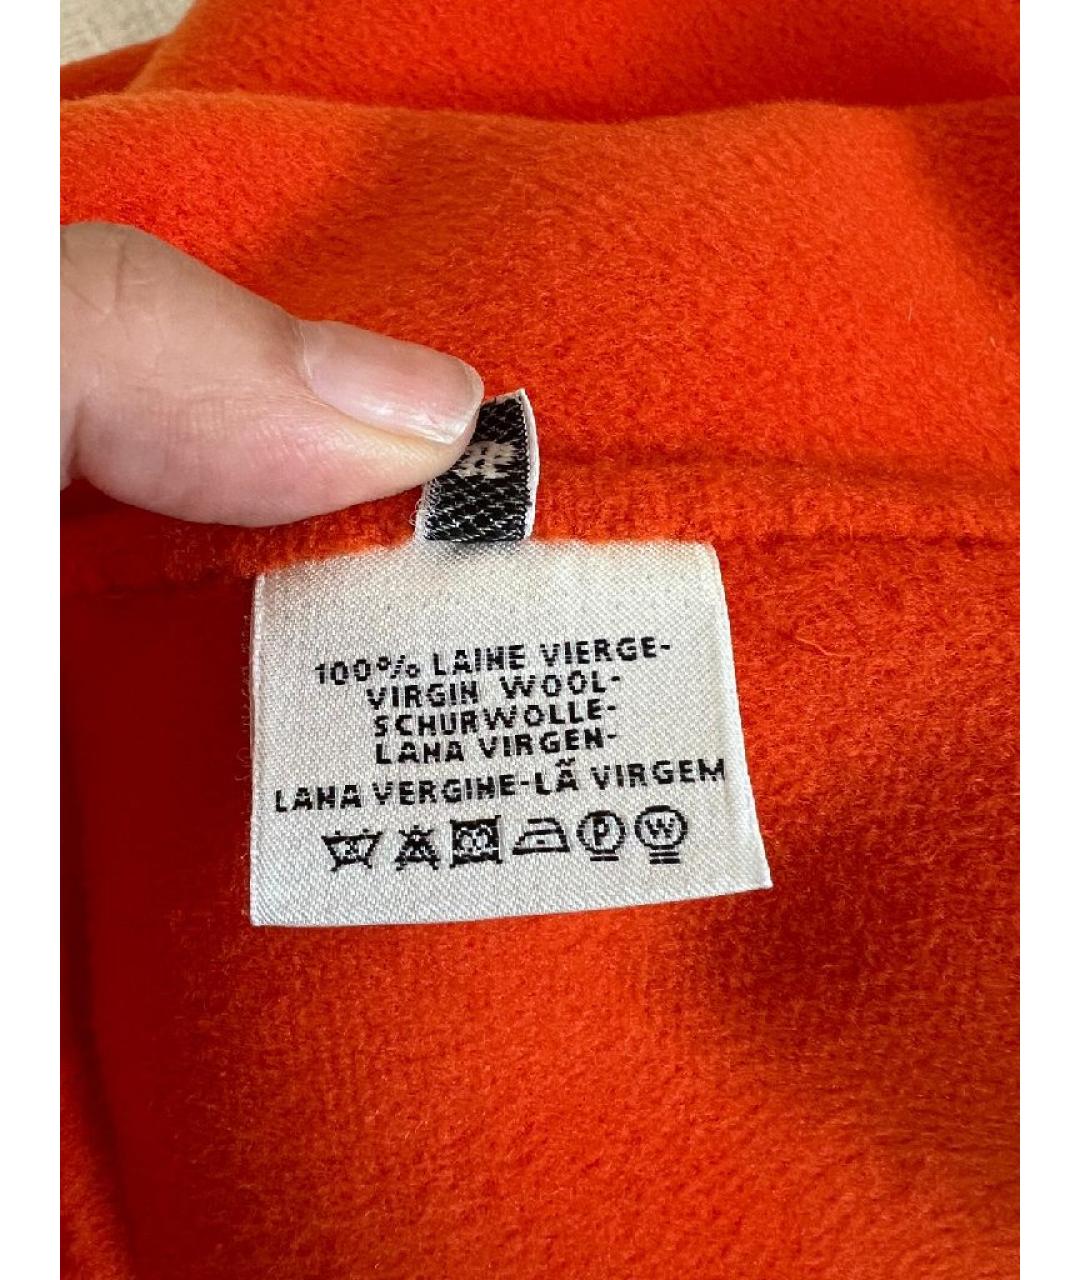 100% LAINE VIERGE-
VIRGIN WOOL-
SCHURWOLLE-
LANA VIRGEN-
LANA VERGINE-LÃ VIRGEM
P W